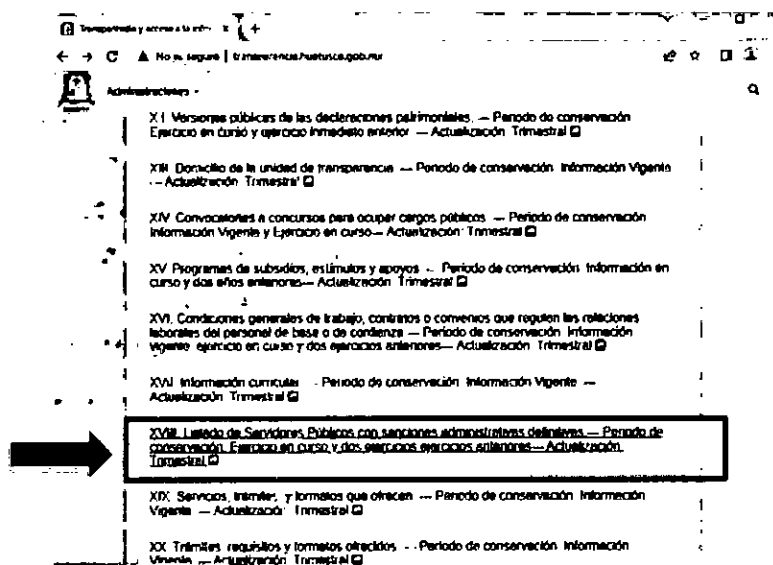 Transparencia y acceso a la infor x +
No es seguro | transparencia.huatusco.gob.mx
Administraciones
Versiones públicas de las declaraciones patrimoniales. — Periodo de conservación
Ejercicio en curso y ejercicio inmediato anterior — Actualización Trimestral
XIII Domicilio de la unidad de transparencia — Periodo de conservación Información Vigente
— Actualización Trimestral
XIV Convocatorias a concursos para ocupar cargos públicos — Periodo de conservación
Información Vigente y Ejercicio en curso— Actualización: Trimestral
XV Programas de subsidios, estímulos y apoyos — Periodo de conservación Información en
curso y dos años anteriores— Actualización Trimestral
XVI. Condiciones generales de trabajo, contratos o convenios que regulen las relaciones
laborales del personal de base o de confianza — Periodo de conservación Información
vigente ejercicio en curso y dos ejercicios anteriores— Actualización Trimestral
XVII Información curricular - Periodo de conservación Información Vigente —
Actualización Trimestral
XVIII. Listado de Servidores Públicos con sanciones administrativas definitivas — Periodo de
conservación Ejercicio en curso y dos ejercicios ejercicios anteriores— Actualización
Trimestral
XIX Servicios, trámites, y formatos que ofrecen — Periodo de conservación Información
Vigente — Actualización Trimestral
XX Trámites requisitos y formatos ofrecidos - Periodo de conservación Información
Vigente — Actualización Trimestral